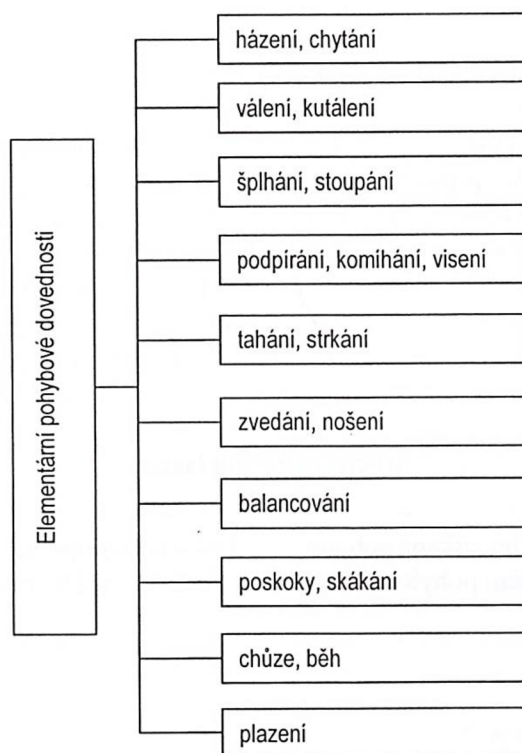 Elementární pohybové dovednosti
házení, chytání
válení, kutálení
šplhání, stoupání
podpírání, komíhání, visení
tahání, strkání
zvedání, nošení
balancování
poskoky, skákání
chůze, běh
plazení